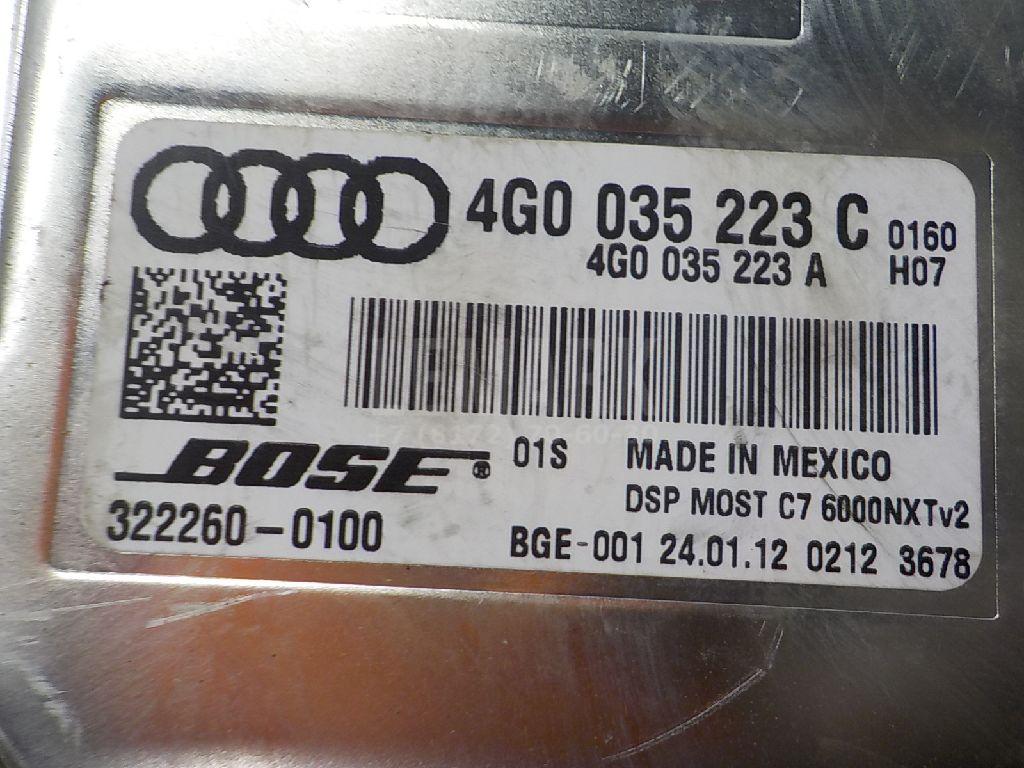 4G0 035 223 C 0160
4G0 035 223 A H07
BOSE® 01S MADE IN MEXICO
DSP MOST C7 6000NXTv2
322260-0100
BGE-001 24.01.12 0212 3678